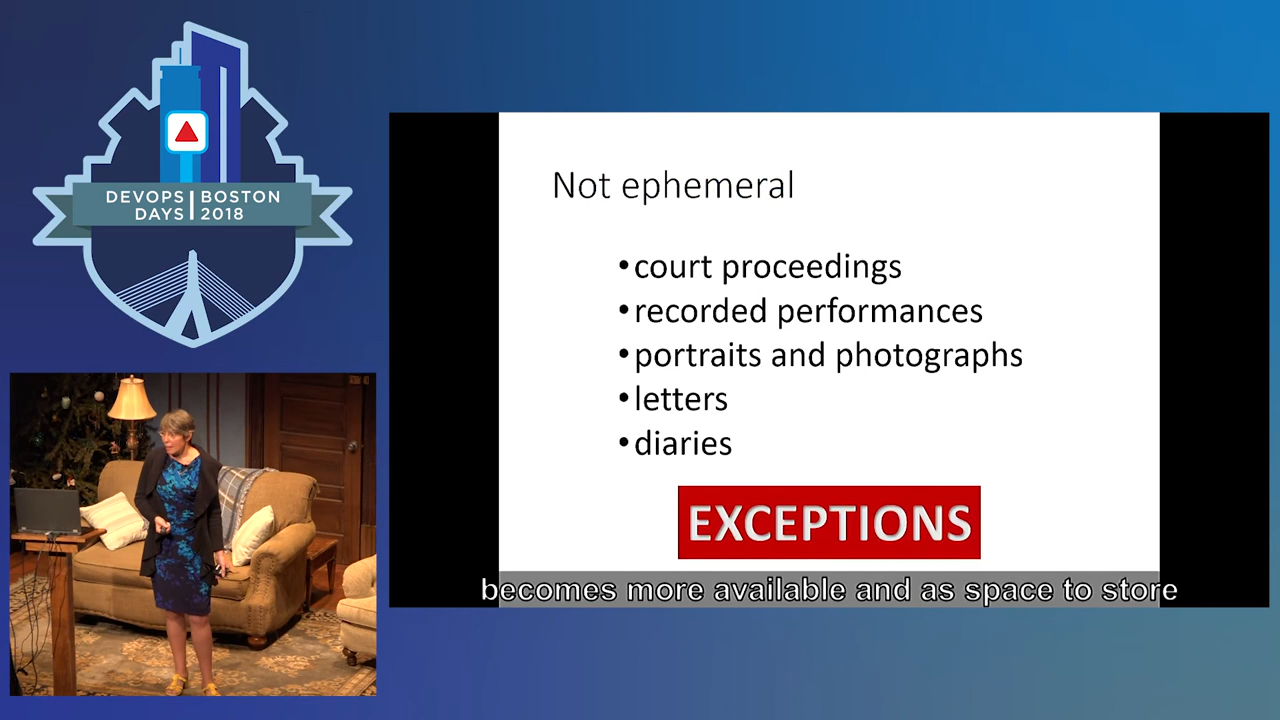 DEVOPS DAYS | BOSTON 2018
Not ephemeral
•court proceedings
•recorded performances
•portraits and photographs
•letters
•diaries
EXCEPTIONS
becomes more available and as space to store